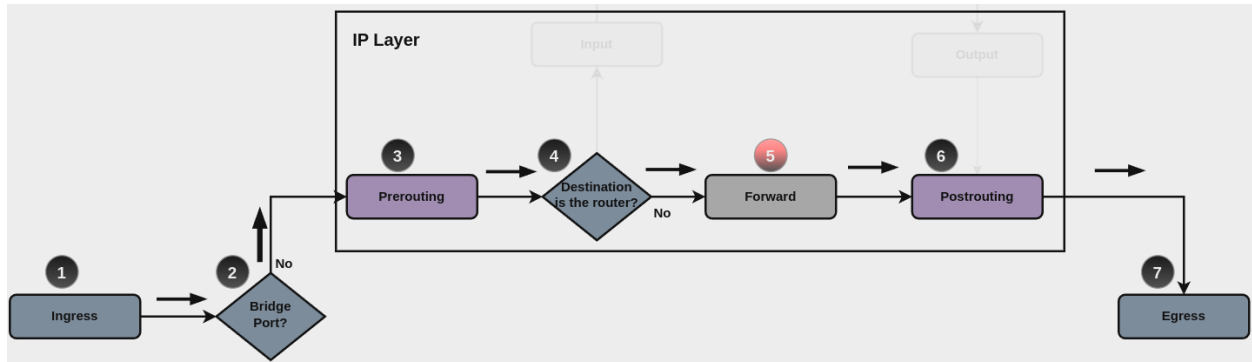 IP Layer
Input
Output
3
4
5
6
Prerouting
Destination
is the router?
No
Forward
Postrouting
1
2
No
7
Ingress
Bridge
Port?
Egress